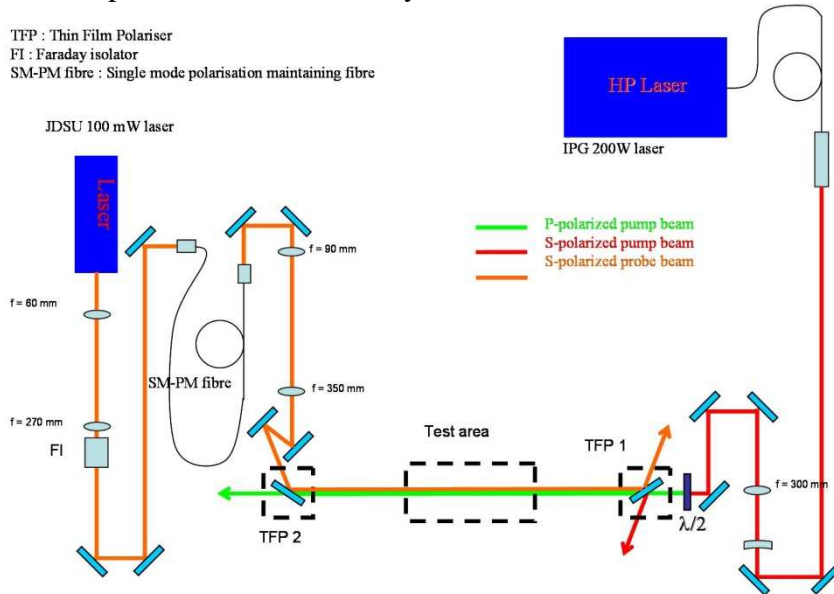 TFP : Thin Film Polariser
FI : Faraday isolator
SM-PM fibre : Single mode polarisation maintaining fibre
JDSU 100 mW laser
Laser
HP Laser
IPG 200W laser
P-polarized pump beam
S-polarized pump beam
S-polarized probe beam
f = 90 mm
f = 60 mm
SM-PM fibre
f = 350 mm
f = 270 mm
FI
Test area
TFP 1
f = 300 mm
λ/2
TFP 2